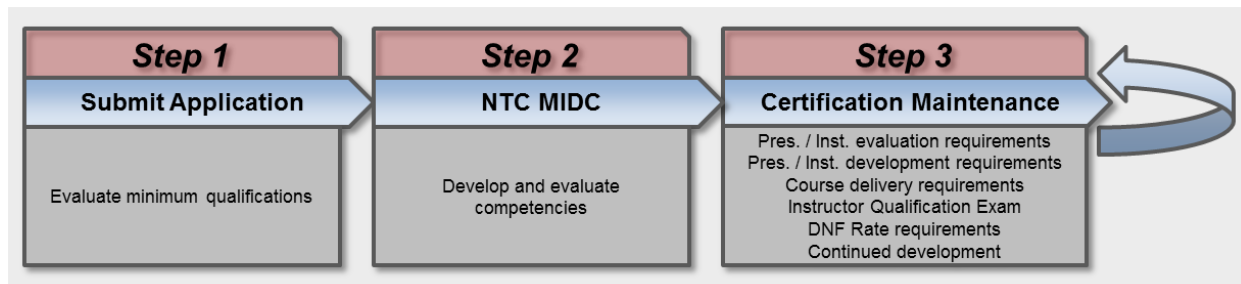 Step 1
Submit Application
Evaluate minimum qualifications
Step 2
NTC MIDC
Develop and evaluate
competencies
Step 3
Certification Maintenance
Pres. / Inst. evaluation requirements
Pres. / Inst. development requirements
Course delivery requirements
Instructor Qualification Exam
DNF Rate requirements
Continued development